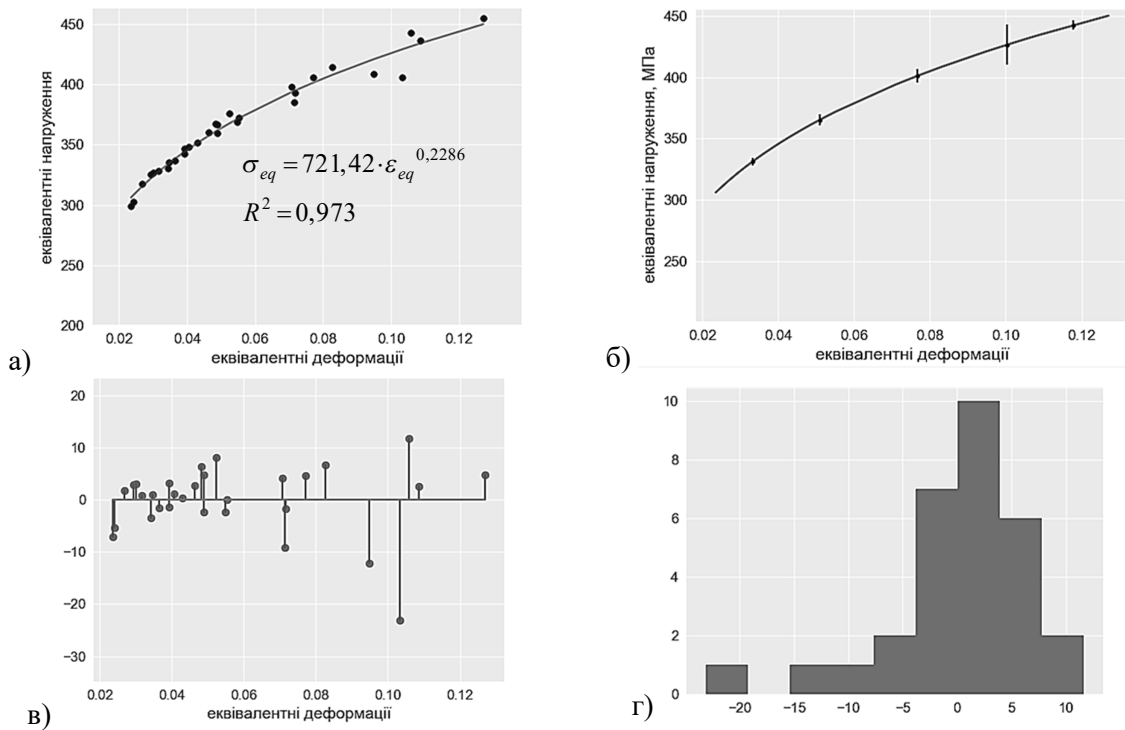 450
400
350
300
250
200
еквівалентні напруження
σeq = 721,42·εeq^0,2286
R² = 0,973
0.02 0.04 0.06 0.08 0.10 0.12
еквівалентні деформації
а)
450
400
350
300
250
еквівалентні напруження, МПа
0.02 0.04 0.06 0.08 0.10 0.12
еквівалентні деформації
б)
20
10
0
−10
−20
−30
0.02 0.04 0.06 0.08 0.10 0.12
еквівалентні деформації
в)
10
8
6
4
2
0
−20 −15 −10 −5 0 5 10
г)